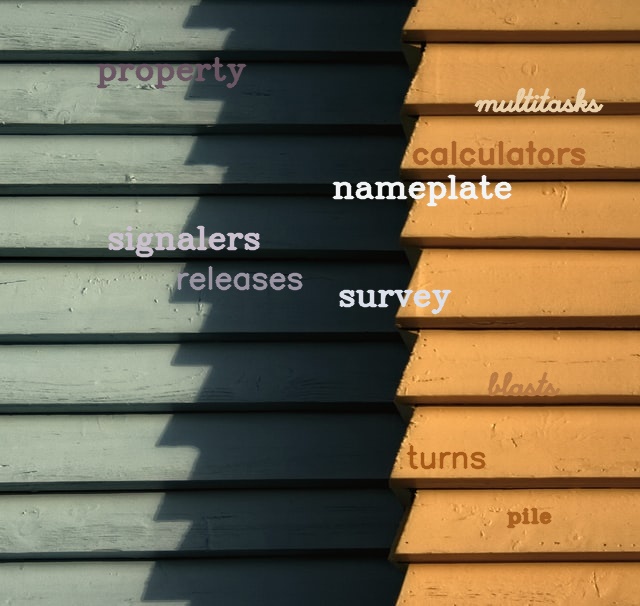 property
multitasks
calculators
nameplate
signalers
releases
survey
blasts
turns
pile